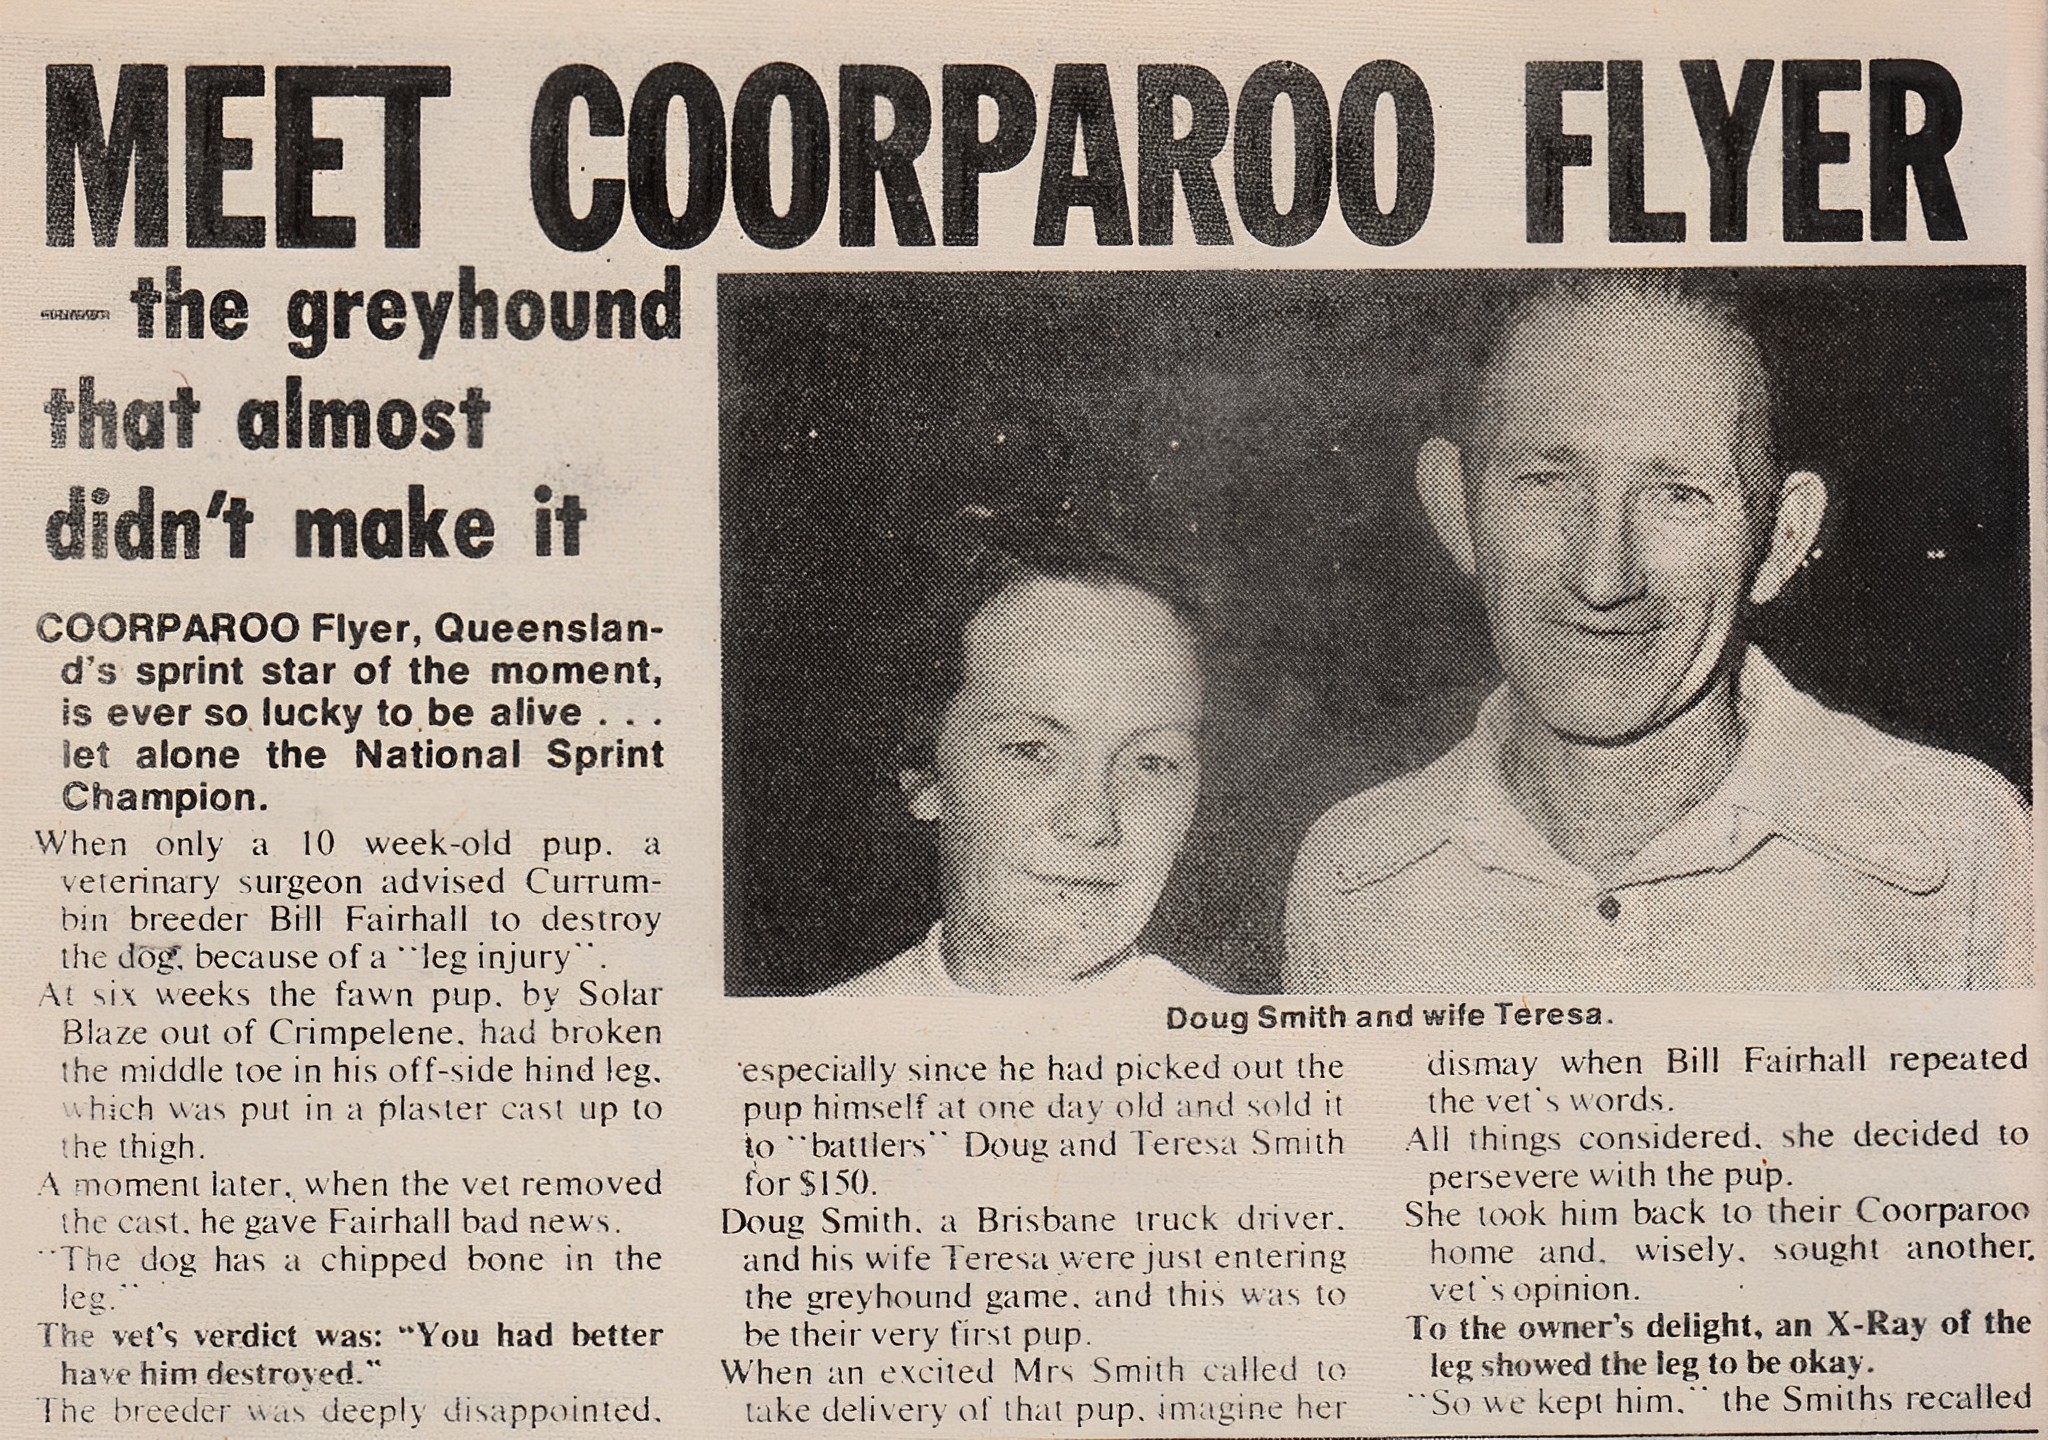 MEET COORPAROO FLYER
— the greyhound
that almost
didn't make it
COORPAROO Flyer, Queenslan-
d's sprint star of the moment,
is ever so lucky to be alive . . .
let alone the National Sprint
Champion.
When only a 10 week-old pup, a
veterinary surgeon advised Currum-
bin breeder Bill Fairhall to destroy
the dog, because of a "leg injury".
At six weeks the fawn pup, by Solar
Blaze out of Crimpelene, had broken
the middle toe in his off-side hind leg,
which was put in a plaster cast up to
the thigh.
A moment later, when the vet removed
the cast, he gave Fairhall bad news.
"The dog has a chipped bone in the
leg."
The vet's verdict was: "You had better
have him destroyed."
The breeder was deeply disappointed,
Doug Smith and wife Teresa.
especially since he had picked out the
pup himself at one day old and sold it
to "battlers" Doug and Teresa Smith
for $150.
Doug Smith, a Brisbane truck driver,
and his wife Teresa were just entering
the greyhound game, and this was to
be their very first pup.
When an excited Mrs Smith called to
take delivery of that pup, imagine her
dismay when Bill Fairhall repeated
the vet's words.
All things considered, she decided to
persevere with the pup.
She took him back to their Coorparoo
home and, wisely, sought another,
vet's opinion.
To the owner's delight, an X-Ray of the
leg showed the leg to be okay.
"So we kept him," the Smiths recalled